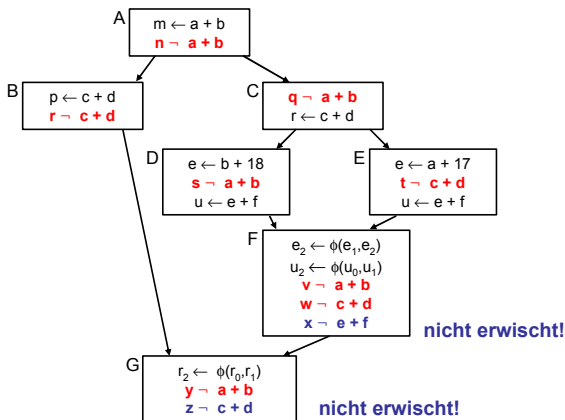 A
m ← a + b
n ¬ a + b
B
p ← c + d
r ¬ c + d
C
q ¬ a + b
r ← c + d
D
e ← b + 18
s ¬ a + b
u ← e + f
E
e ← a + 17
t ¬ c + d
u ← e + f
F
e₂ ← ϕ(e₁,e₂)
u₂ ← ϕ(u₀,u₁)
v ¬ a + b
w ¬ c + d
x ¬ e + f
nicht erwischt!
G
r₂ ← ϕ(r₀,r₁)
y ¬ a + b
z ¬ c + d
nicht erwischt!